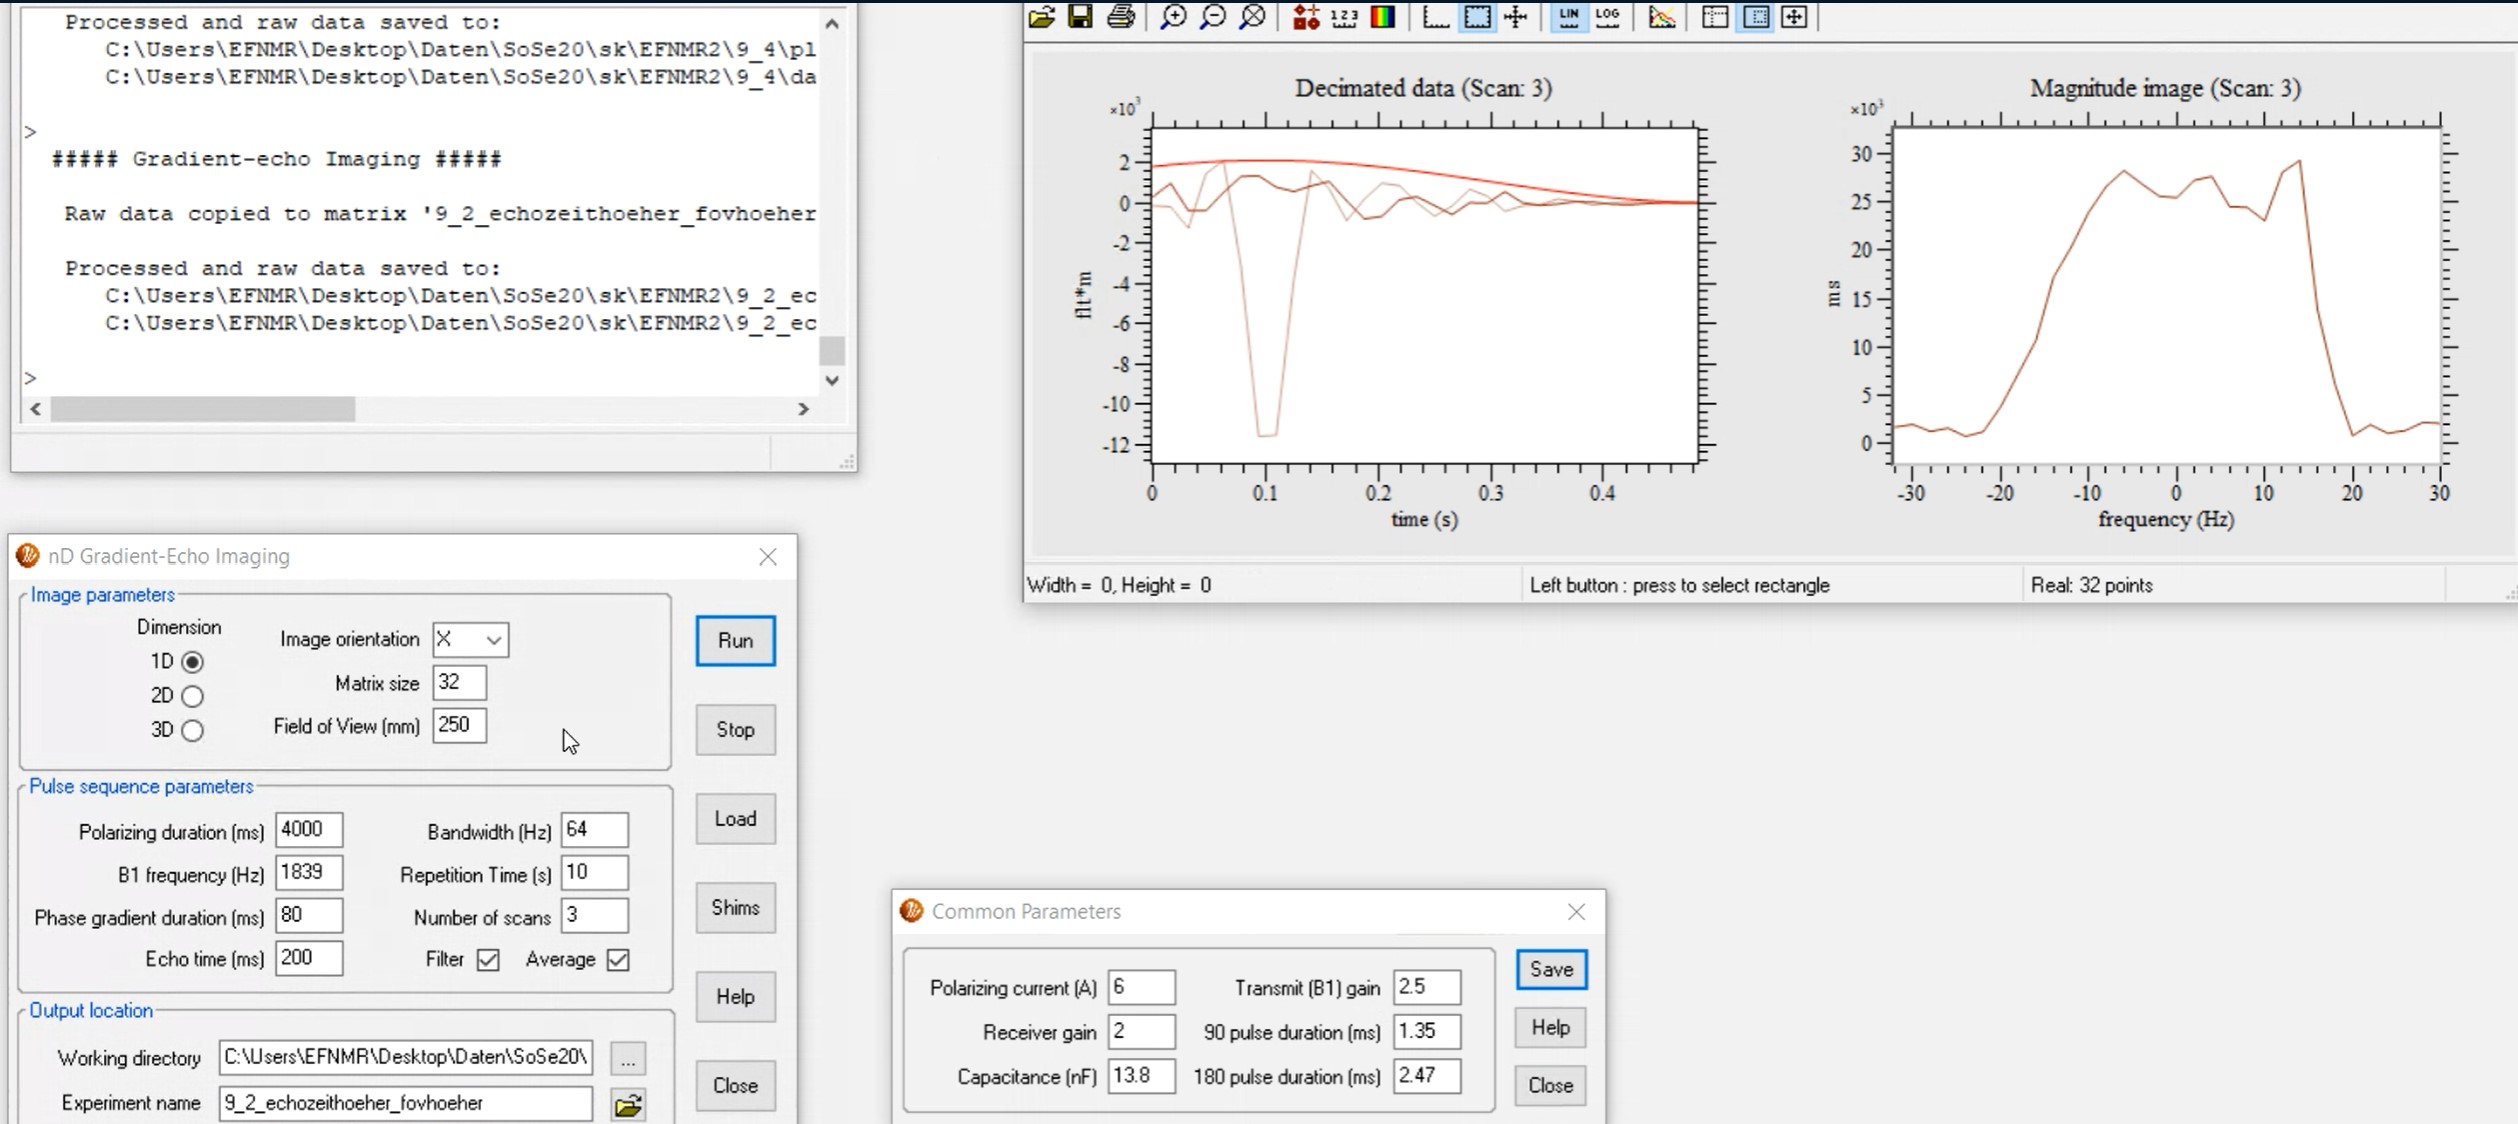 Processed and raw data saved to:
C:\Users\EFNMR\Desktop\Daten\SoSe20\sk\EFNMR2\9_4\pl
C:\Users\EFNMR\Desktop\Daten\SoSe20\sk\EFNMR2\9_4\da
>
##### Gradient-echo Imaging #####
Raw data copied to matrix '9_2_echozeithoeher_fovhoeher
Processed and raw data saved to:
C:\Users\EFNMR\Desktop\Daten\SoSe20\sk\EFNMR2\9_2_ec
C:\Users\EFNMR\Desktop\Daten\SoSe20\sk\EFNMR2\9_2_ec
>
1 2 3
LIN
LOG
Decimated data (Scan: 3)
×10³
2
0
-2
-4
-6
-8
-10
-12
flt*m
0 0.1 0.2 0.3 0.4
time (s)
Magnitude image (Scan: 3)
×10³
30
25
20
15
10
5
0
ms
-30 -20 -10 0 10 20 30
frequency (Hz)
Width = 0, Height = 0
Left button : press to select rectangle
Real: 32 points
nD Gradient-Echo Imaging
Image parameters
Dimension
1D
2D
3D
Image orientation X
Matrix size 32
Field of View (mm) 250
Run
Stop
Load
Shims
Help
Close
Pulse sequence parameters
Polarizing duration (ms) 4000 Bandwidth (Hz) 64
B1 frequency (Hz) 1839 Repetition Time (s) 10
Phase gradient duration (ms) 80 Number of scans 3
Echo time (ms) 200 Filter Average
Output location
Working directory C:\Users\EFNMR\Desktop\Daten\SoSe20\ ...
Experiment name 9_2_echozeithoeher_fovhoeher
Common Parameters
Polarizing current (A) 6 Transmit (B1) gain 2.5
Receiver gain 2 90 pulse duration (ms) 1.35
Capacitance (nF) 13.8 180 pulse duration (ms) 2.47
Save
Help
Close